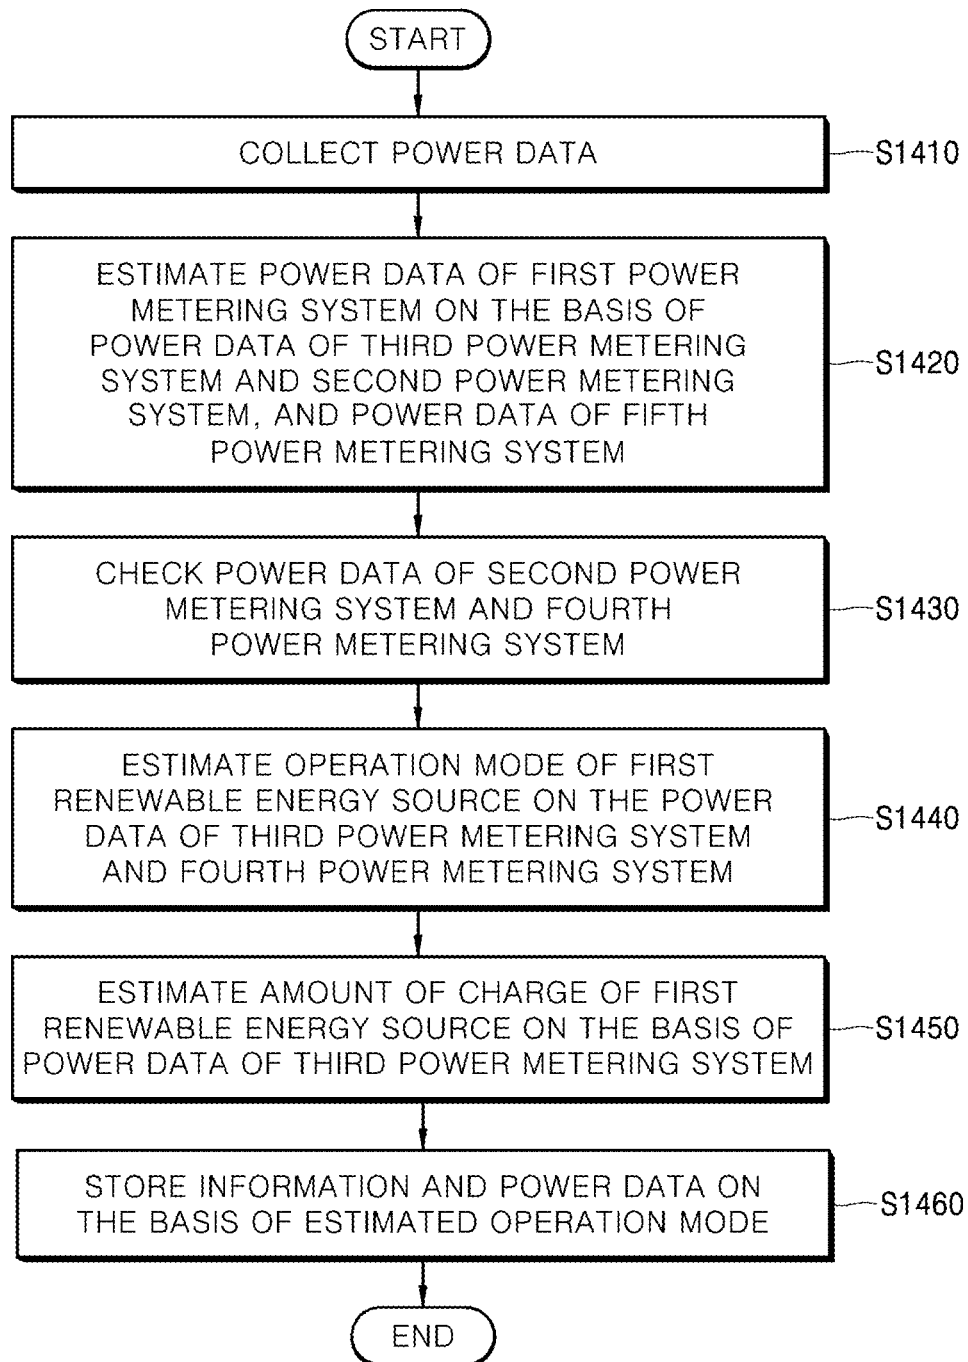 START
COLLECT POWER DATA
S1410
ESTIMATE POWER DATA OF FIRST POWER
METERING SYSTEM ON THE BASIS OF
POWER DATA OF THIRD POWER METERING
SYSTEM AND SECOND POWER METERING
SYSTEM, AND POWER DATA OF FIFTH
POWER METERING SYSTEM
S1420
CHECK POWER DATA OF SECOND POWER
METERING SYSTEM AND FOURTH
POWER METERING SYSTEM
S1430
ESTIMATE OPERATION MODE OF FIRST
RENEWABLE ENERGY SOURCE ON THE POWER
DATA OF THIRD POWER METERING SYSTEM
AND FOURTH POWER METERING SYSTEM
S1440
ESTIMATE AMOUNT OF CHARGE OF FIRST
RENEWABLE ENERGY SOURCE ON THE BASIS OF
POWER DATA OF THIRD POWER METERING SYSTEM
S1450
STORE INFORMATION AND POWER DATA ON
THE BASIS OF ESTIMATED OPERATION MODE
S1460
END